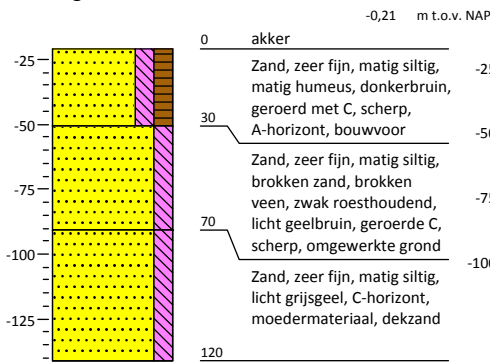 -0,21 m t.o.v. NAP
0 akker
-25
Zand, zeer fijn, matig siltig,
matig humeus, donkerbruin,
geroerd met C, scherp,
A-horizont, bouwvoor
-25
-50
30
-50
Zand, zeer fijn, matig siltig,
brokken zand, brokken
veen, zwak roesthoudend,
licht geelbruin, geroerde C,
scherp, omgewerkte grond
-75
-75
70
-100
-100
Zand, zeer fijn, matig siltig,
licht grijsgeel, C-horizont,
moedermateriaal, dekzand
-125
120